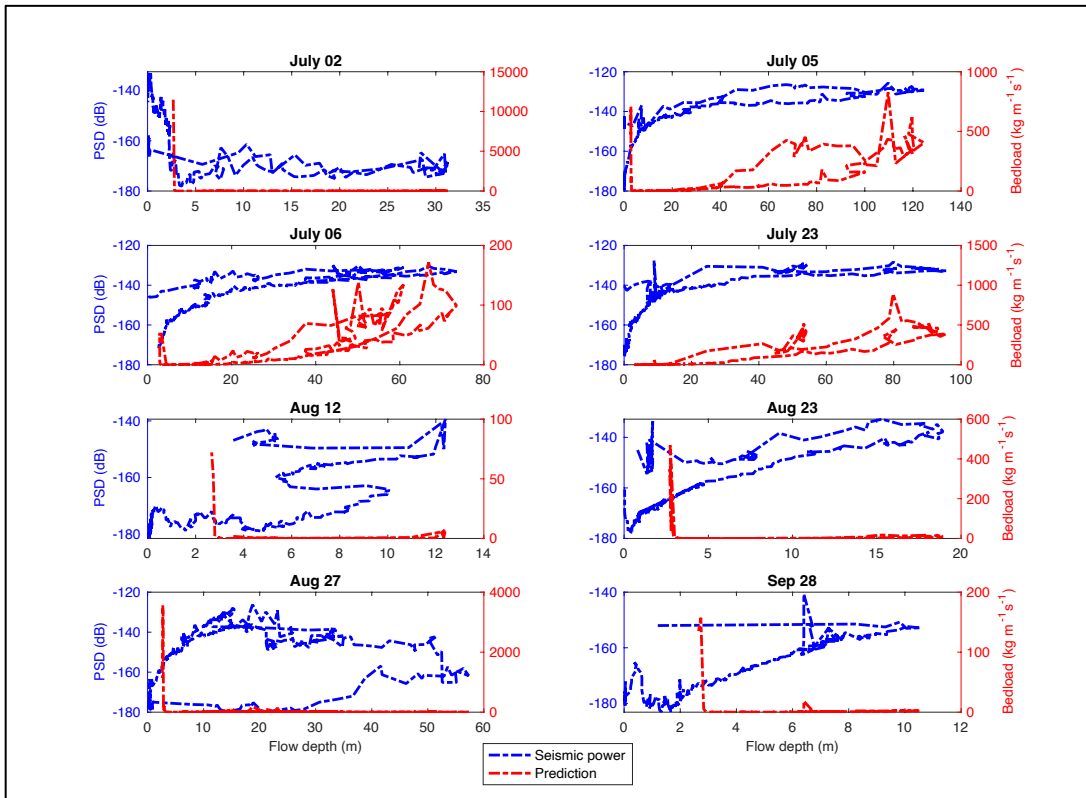 July 02
July 05
15000
-120
1000
-140
PSD (dB)
10000
-140
Bedload (kg m-1 s-1)
-160
5000
500
-160
-180
0
-180
0
0 5 10 15 20 25 30 35
0 20 40 60 80 100 120 140
July 06
July 23
-120
200
-120
1500
-140
PSD (dB)
-140
1000
Bedload (kg m-1 s-1)
100
-160
-160
500
-180
0
-180
0
0 20 40 60 80
0 20 40 60 80 100
Aug 12
Aug 23
-140
100
600
-140
PSD (dB)
-160
50
400
Bedload (kg m-1 s-1)
-160
200
-180
0
-180
0
0 2 4 6 8 10 12 14
0 5 10 15 20
Aug 27
Sep 28
-120
4000
200
-140
PSD (dB)
-140
Bedload (kg m-1 s-1)
2000
100
-160
-160
-180
0
-180
0
0 10 20 30 40 50 60
0 2 4 6 8 10 12
Flow depth (m)
Flow depth (m)
Seismic power
Prediction